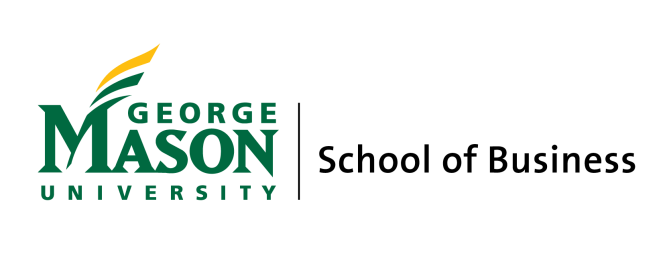 GEORGE
MASON
UNIVERSITY
School of Business